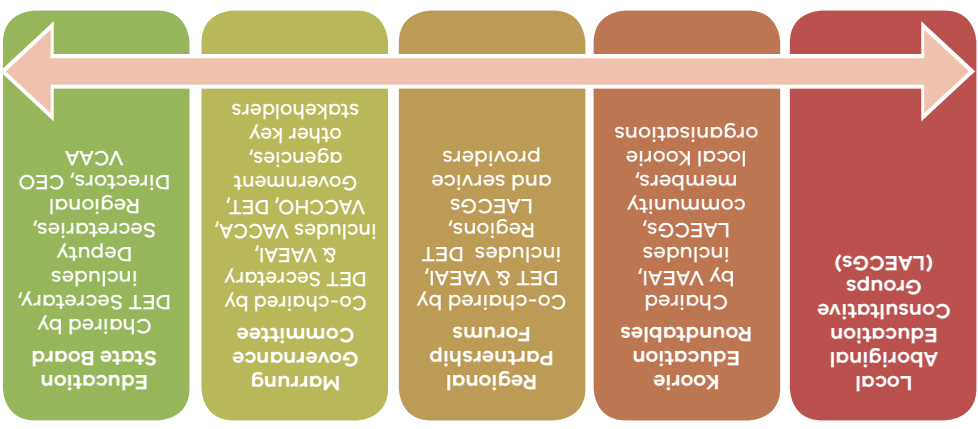 Local
Aboriginal
Education
Consultative
Groups
(LAECGs)
Koorie
Education
Roundtables
Chaired
by VAEAI,
includes
LAECGs,
community
members,
local Koorie
organisations
Regional
Partnership
Forums
Co-chaired by
DET & VAEAI,
includes DET
Regions,
LAECGs
and service
providers
Marrung
Governance
Committee
Co-chaired by
DET Secretary
& VAEAI,
includes VACCA,
VACCHO, DET,
Government
agencies,
other key
stakeholders
Education
State Board
Chaired by
DET Secretary,
includes
Deputy
Secretaries,
Regional
Directors, CEO
VCAA